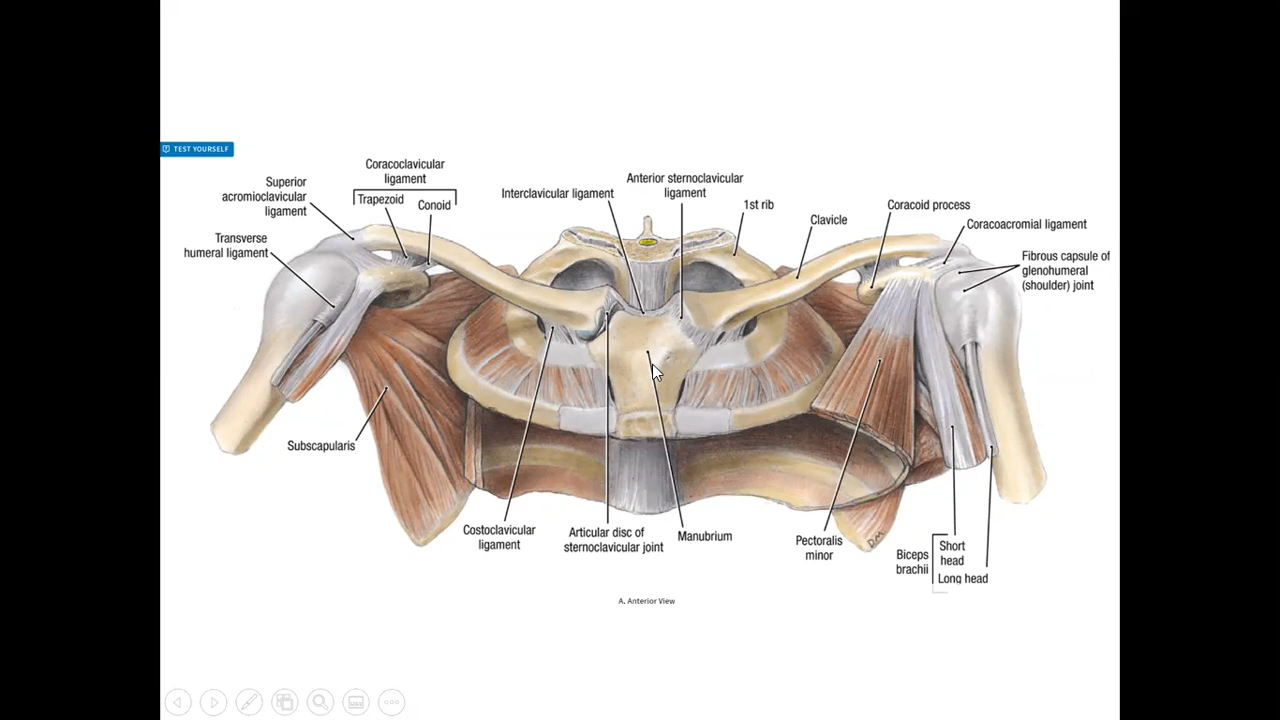 TEST YOURSELF
Coracoclavicular
ligament
Superior
acromioclavicular
ligament
Trapezoid
Conoid
Transverse
humeral ligament
Interclavicular ligament
Anterior sternoclavicular
ligament
1st rib
Clavicle
Coracoid process
Coracoacromial ligament
Fibrous capsule of
glenohumeral
(shoulder) joint
Subscapularis
Costoclavicular
ligament
Articular disc of
sternoclavicular joint
Manubrium
Pectoralis
minor
Biceps
brachii
Short
head
Long head
DM
A. Anterior View